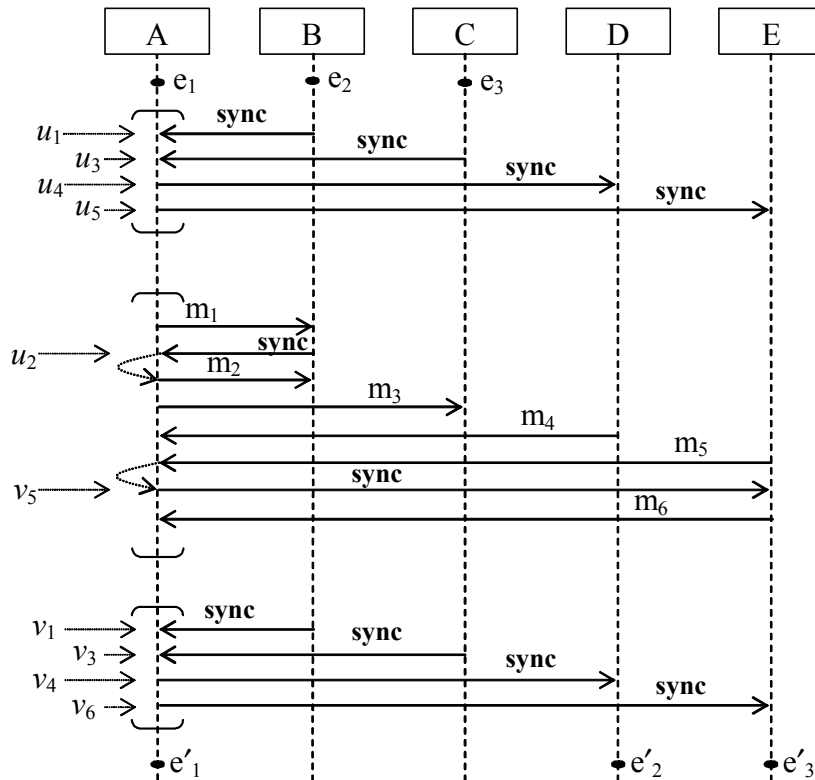 A B C D E
e₁ e₂ e₃
sync
u₁
sync
u₃
sync
u₄
sync
u₅
m₁
sync
u₂
m₂
m₃
m₄
m₅
sync
v₅
m₆
sync
v₁
sync
v₃
sync
v₄
sync
v₆
e′₁ e′₂ e′₃